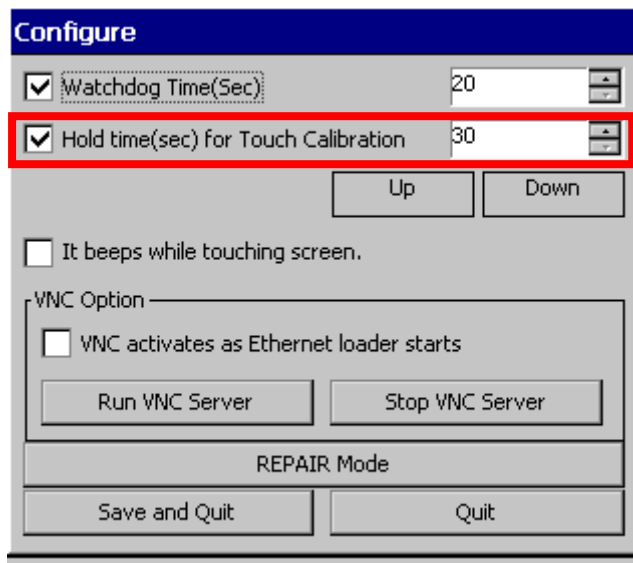 Configure
Watchdog Time(Sec) 20
Hold time(sec) for Touch Calibration 30
Up Down
It beeps while touching screen.
VNC Option
VNC activates as Ethernet loader starts
Run VNC Server Stop VNC Server
REPAIR Mode
Save and Quit Quit